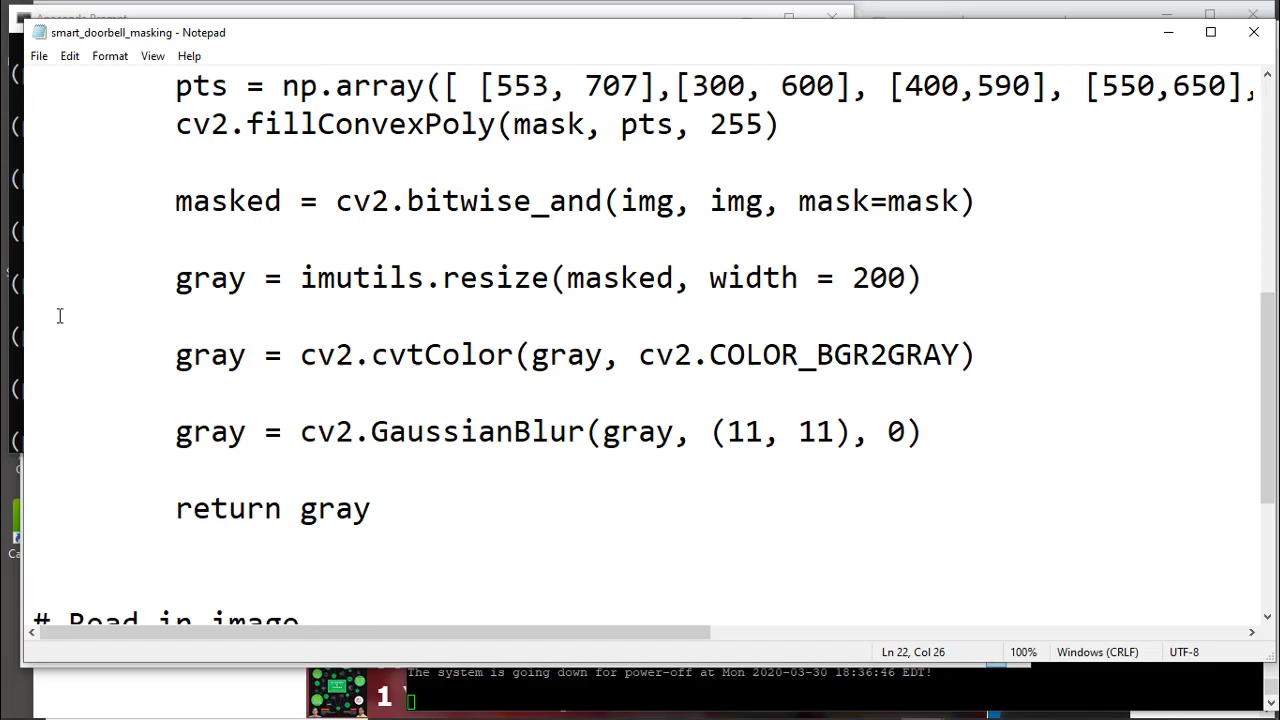 smart_doorbell_masking - Notepad
File Edit Format View Help
pts = np.array([ [553, 707],[300, 600], [400,590], [550,650],
cv2.fillConvexPoly(mask, pts, 255)
masked = cv2.bitwise_and(img, img, mask=mask)
gray = imutils.resize(masked, width = 200)
gray = cv2.cvtColor(gray, cv2.COLOR_BGR2GRAY)
gray = cv2.GaussianBlur(gray, (11, 11), 0)
return gray
# Read in image
Ln 22, Col 26 100% Windows (CRLF) UTF-8
The system is going down for power-off at Mon 2020-03-30 18:36:46 EDT!
1